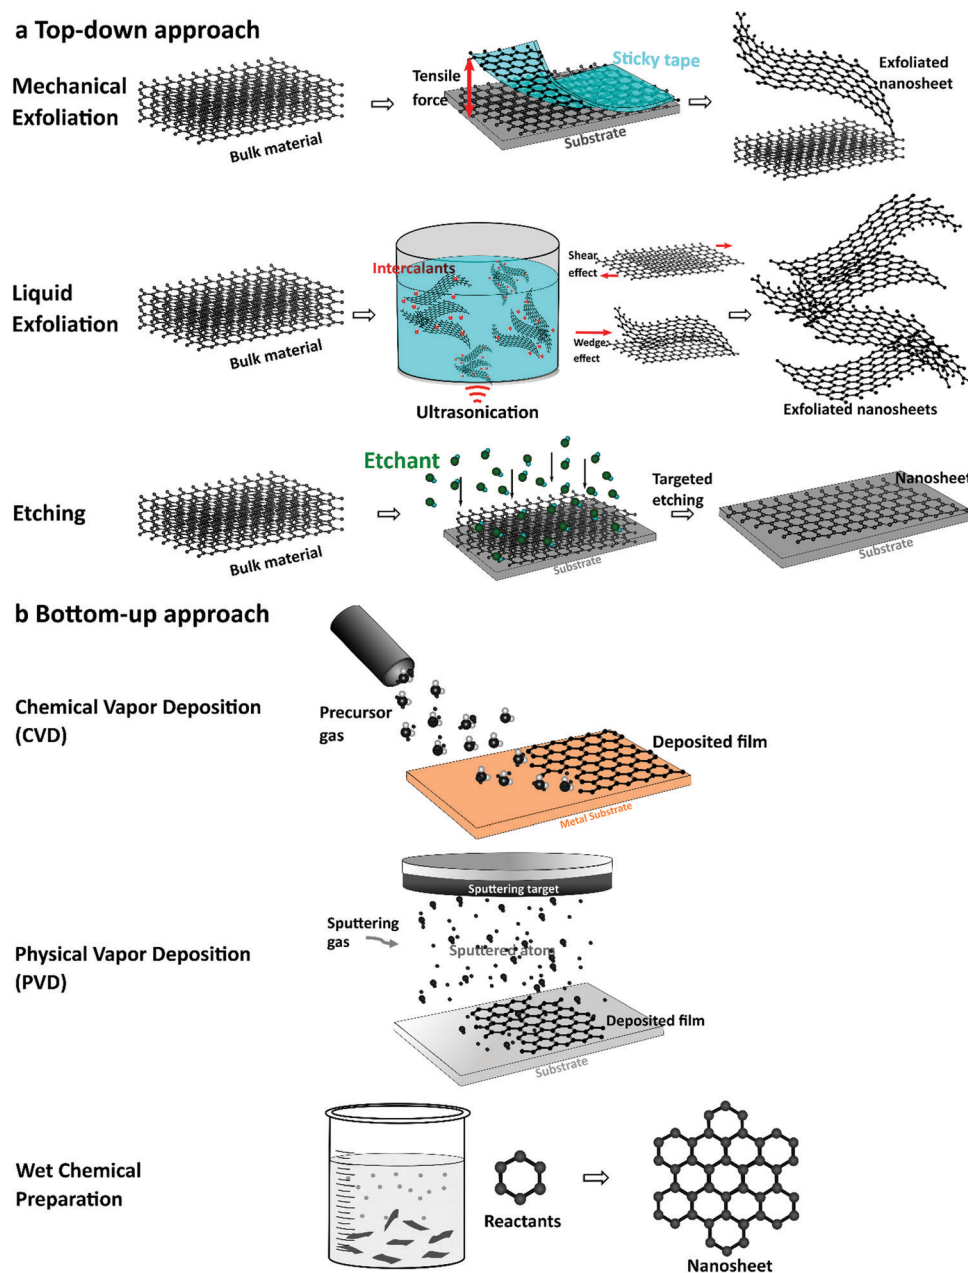 a Top-down approach
Mechanical
Exfoliation
Bulk material
Tensile
force
Sticky tape
Substrate
Exfoliated
nanosheet
Liquid
Exfoliation
Bulk material
Intercalants
Ultrasonication
Shear
effect
Wedge
effect
Exfoliated nanosheets
Etching
Bulk material
Etchant
Substrate
Targeted
etching
Nanosheet
Substrate
b Bottom-up approach
Chemical Vapor Deposition
(CVD)
Precursor
gas
Deposited film
Metal Substrate
Physical Vapor Deposition
(PVD)
Sputtering target
Sputtering
gas
Sputtered atom
Deposited film
Substrate
Wet Chemical
Preparation
Reactants
Nanosheet